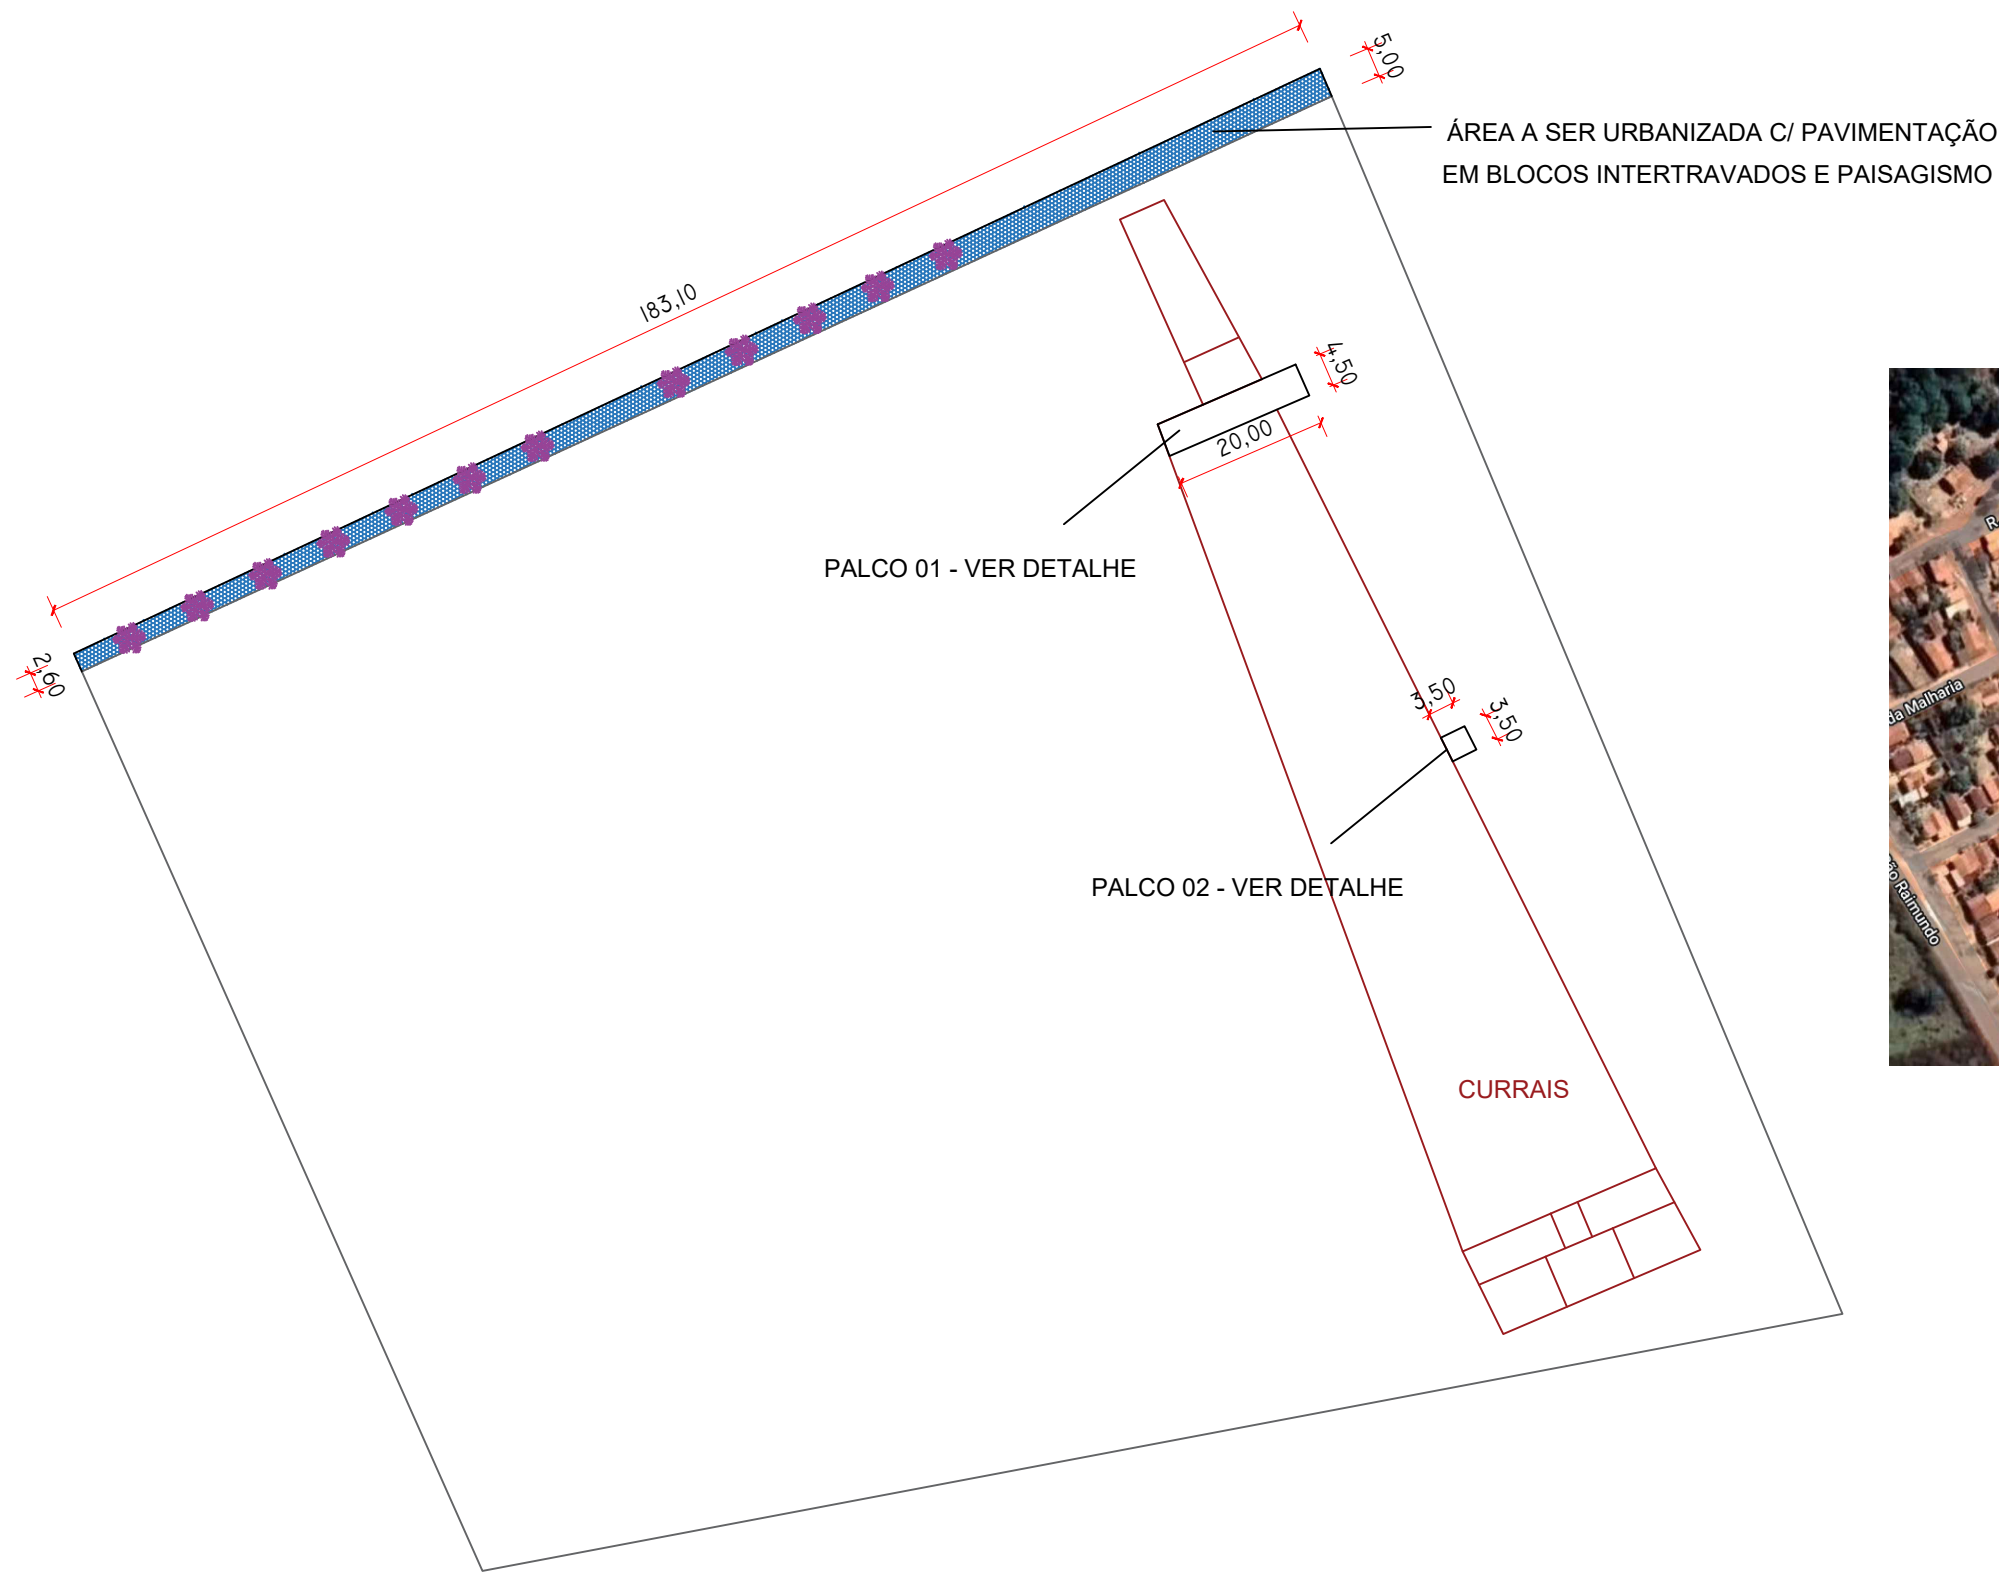 5,00
ÁREA A SER URBANIZADA C/ PAVIMENTAÇÃO
EM BLOCOS INTERTRAVADOS E PAISAGISMO
183,10
4,50
20,00
PALCO 01 - VER DETALHE
2,60
da Malharia
3,50
3,50
PALCO 02 - VER DETALHE
São Raimundo
CURRAIS